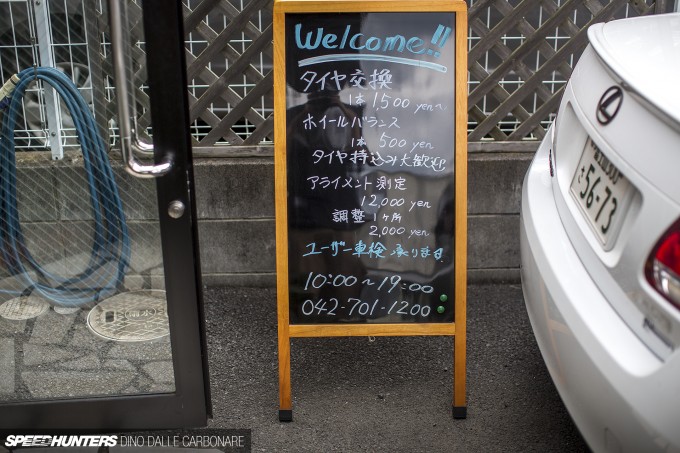 Welcome!!
タイヤ交換
1本 1,500 yen
ホイールバランス
1本 500 yen
タイヤ持込み大歓迎
アライメント測定
12,000 yen
調整 1ヶ所
2,000 yen
ユーザー車検 承ります
10:00~19:00
042-701-1200
56-73
SPEEDHUNTERS DINO DALLE CARBONARE